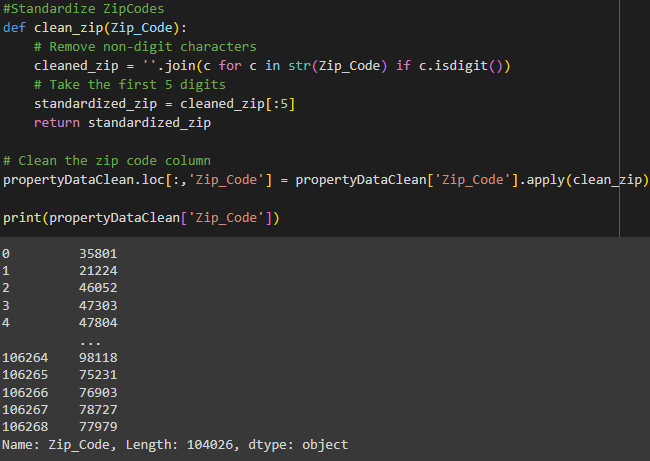 #Standardize ZipCodes
def clean_zip(Zip_Code):
    # Remove non-digit characters
    cleaned_zip = ''.join(c for c in str(Zip_Code) if c.isdigit())
    # Take the first 5 digits
    standardized_zip = cleaned_zip[:5]
    return standardized_zip

# Clean the zip code column
propertyDataClean.loc[:,'Zip_Code'] = propertyDataClean['Zip_Code'].apply(clean_zip)

print(propertyDataClean['Zip_Code'])
0         35801
1         21224
2         46052
3         47303
4         47804
          ...
106264    98118
106265    75231
106266    76903
106267    78727
106268    77979
Name: Zip_Code, Length: 104026, dtype: object